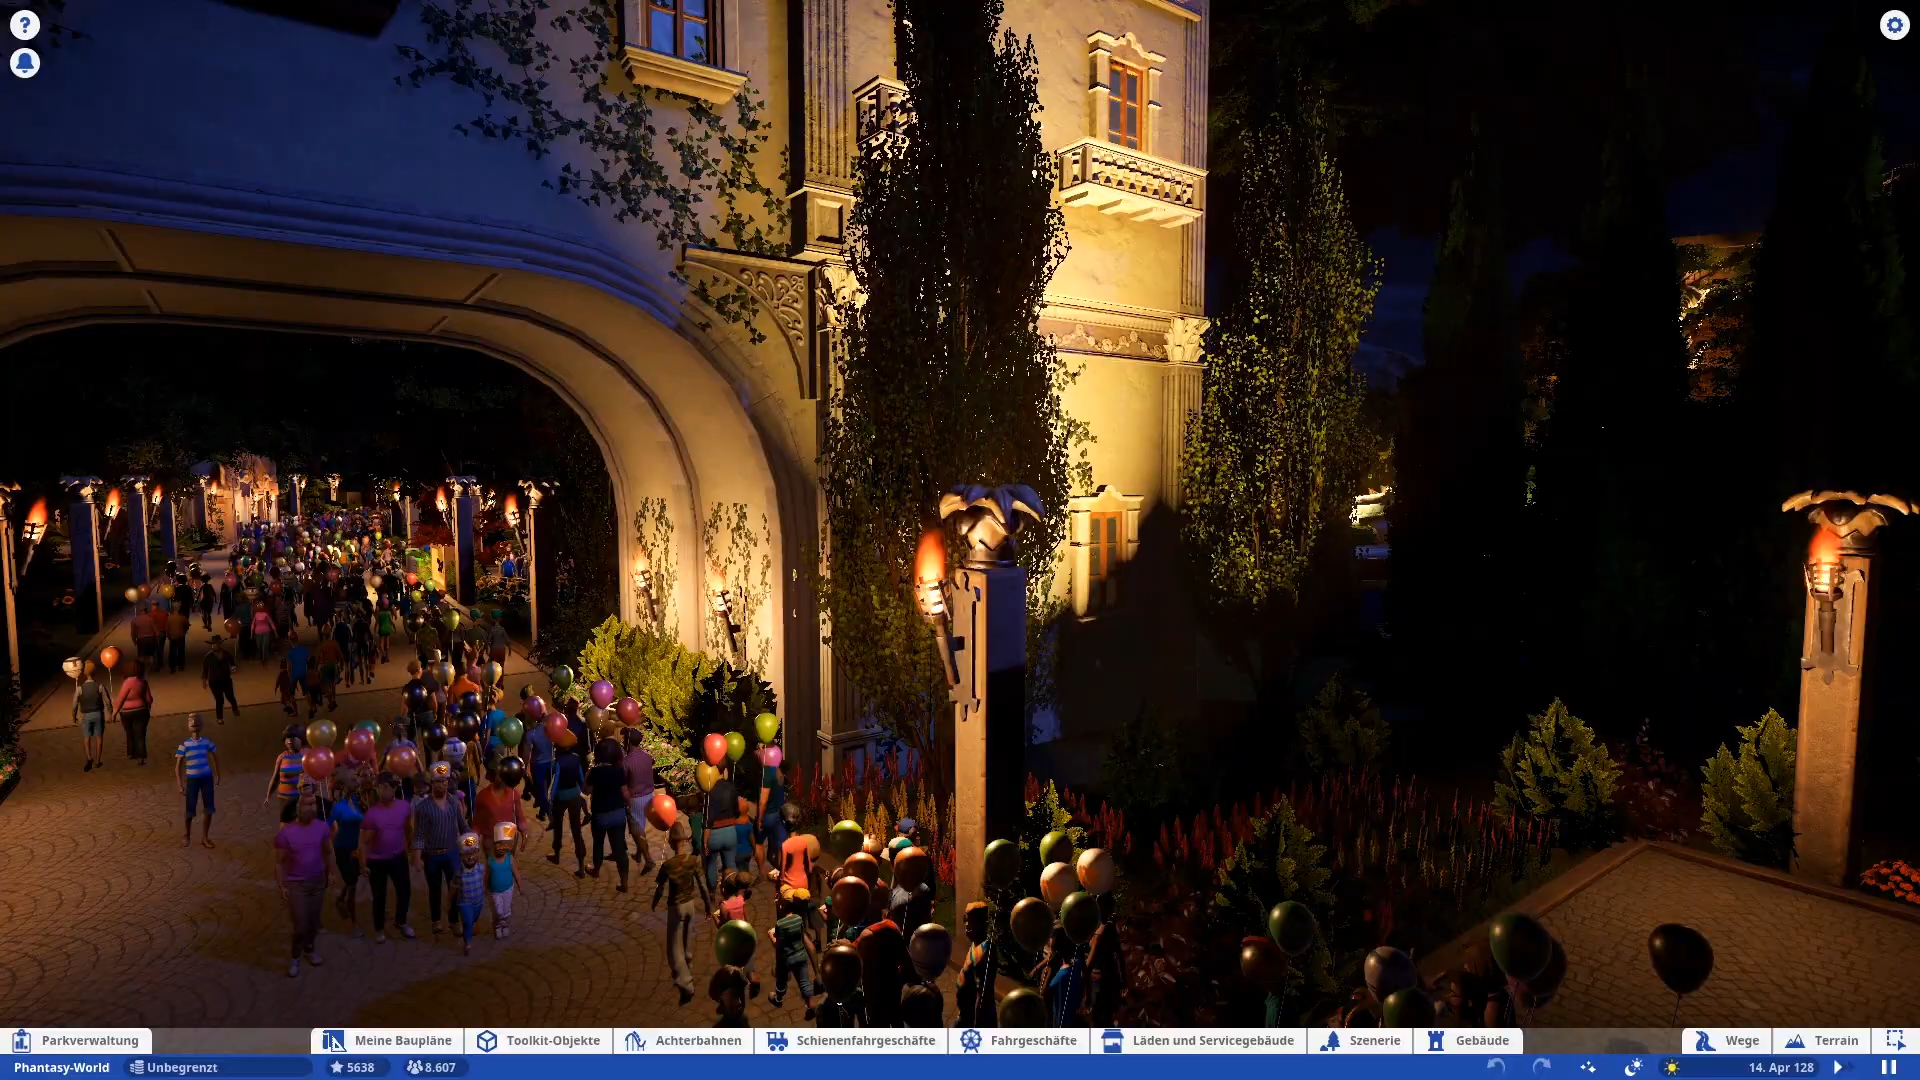 ?
Parkverwaltung
Meine Baupläne
Toolkit-Objekte
Achterbahnen
Schienenfahrgeschäfte
Fahrgeschäfte
Läden und Servicegebäude
Szenerie
Gebäude
Wege
Terrain
Phantasy-World
Unbegrenzt
5638
8.607
14. Apr 128